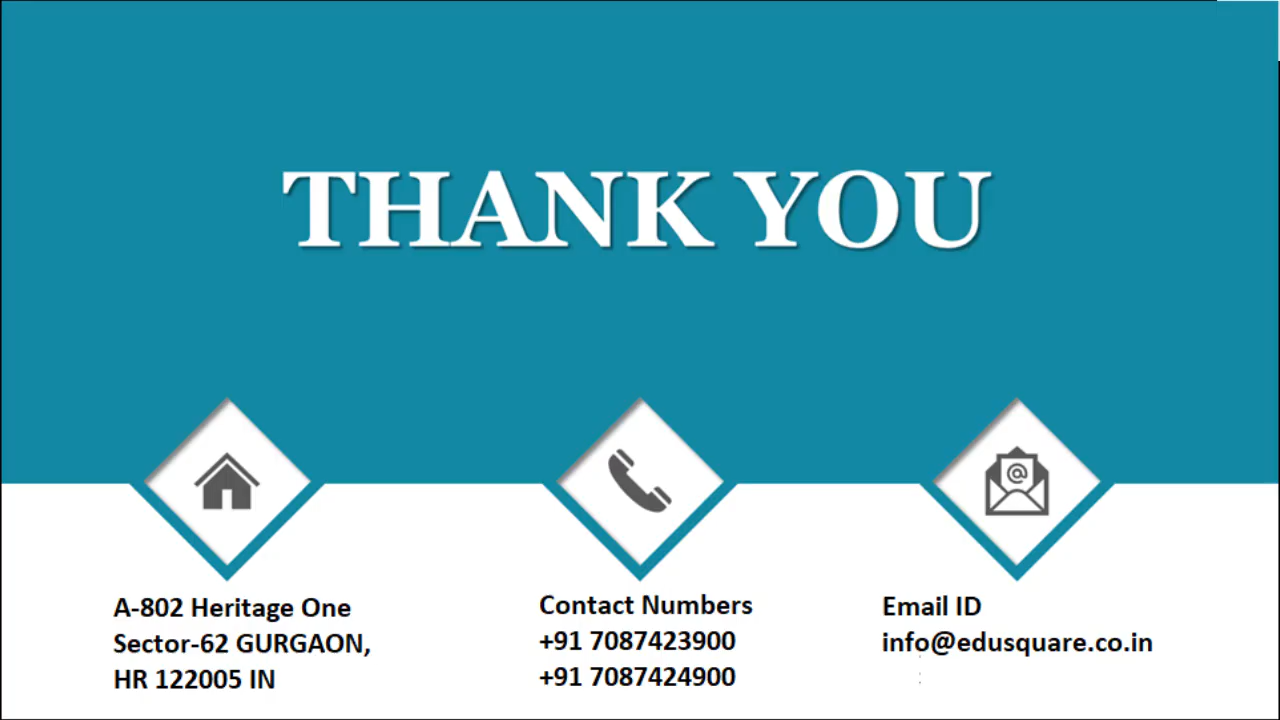 THANK YOU
A-802 Heritage One
Sector-62 GURGAON,
HR 122005 IN
Contact Numbers
+91 7087423900
+91 7087424900
Email ID
info@edusquare.co.in